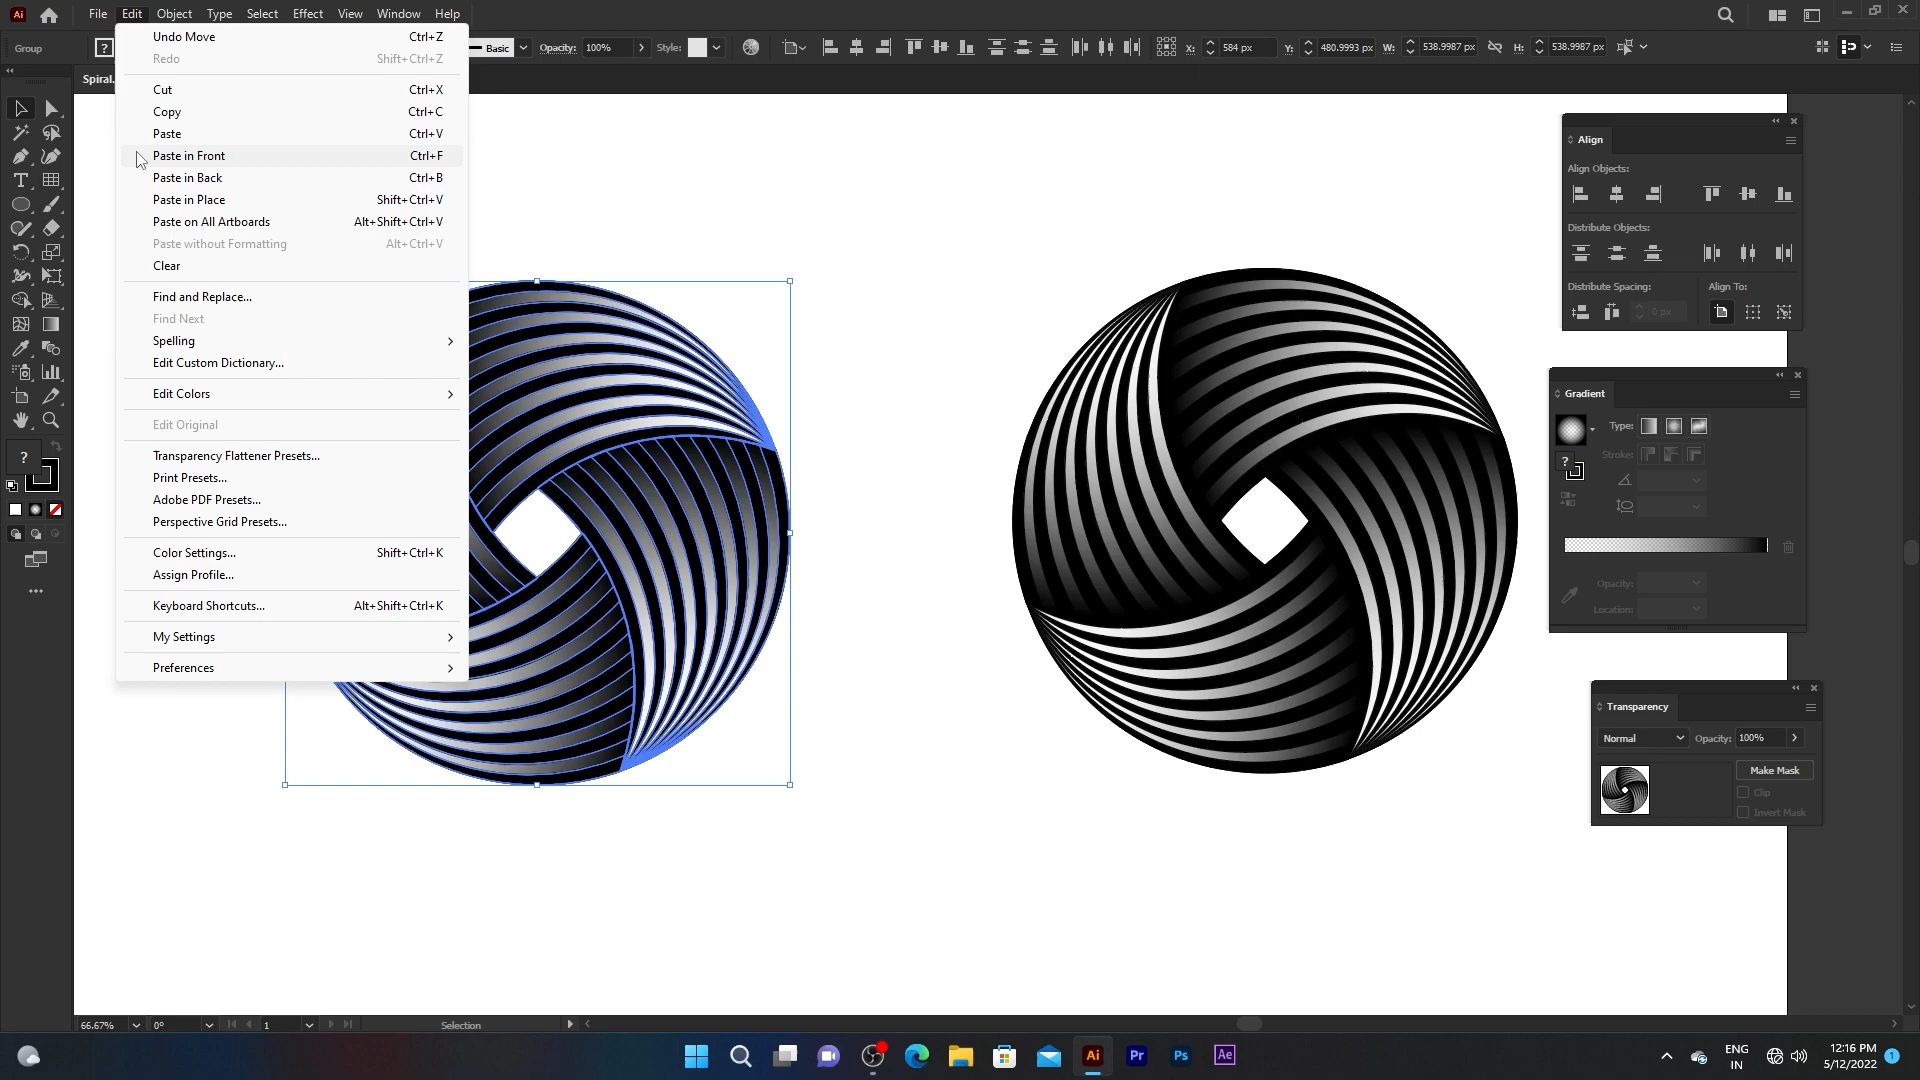 Ai File Edit Object Type Select Effect View Window Help
Group ? Basic Opacity: 100% Style: X: 584 px Y: 480.9993 px W: 538.9987 px H: 538.9987 px
Spiral.
Undo Move Ctrl+Z
Redo Shift+Ctrl+Z
Cut Ctrl+X
Copy Ctrl+C
Paste Ctrl+V
Paste in Front Ctrl+F
Paste in Back Ctrl+B
Paste in Place Shift+Ctrl+V
Paste on All Artboards Alt+Shift+Ctrl+V
Paste without Formatting Alt+Ctrl+V
Clear
Find and Replace...
Find Next
Spelling
Edit Custom Dictionary...
Edit Colors
Edit Original
Transparency Flattener Presets...
Print Presets...
Adobe PDF Presets...
Perspective Grid Presets...
Color Settings... Shift+Ctrl+K
Assign Profile...
Keyboard Shortcuts... Alt+Shift+Ctrl+K
My Settings
Preferences
?
Align
Align Objects:
Distribute Objects:
Distribute Spacing: Align To:
0 px
Gradient
Type:
Stroke:
?
Opacity:
Location:
Transparency
Normal Opacity: 100%
Make Mask
Clip
Invert Mask
66.67% 0° 1 Selection
Ai Pr Ps Ae
ENG
IN
12:16 PM
5/12/2022
1